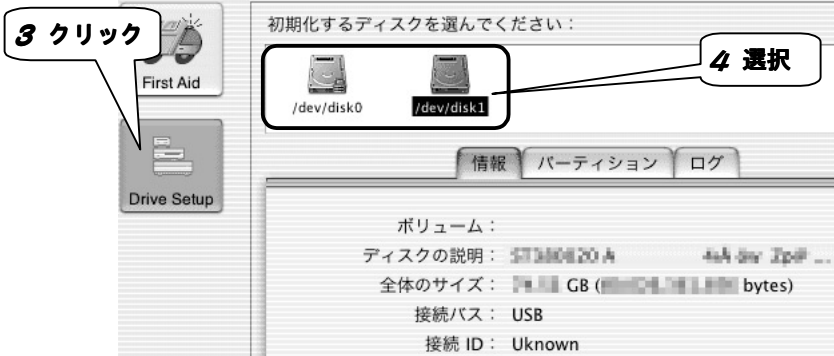 3 クリック
First Aid
Drive Setup
初期化するディスクを選んでください：
4 選択
/dev/disk0
/dev/disk1
情報
パーティション
ログ
ボリューム：
ディスクの説明：
全体のサイズ： GB ( bytes)
接続バス： USB
接続 ID： Uknown